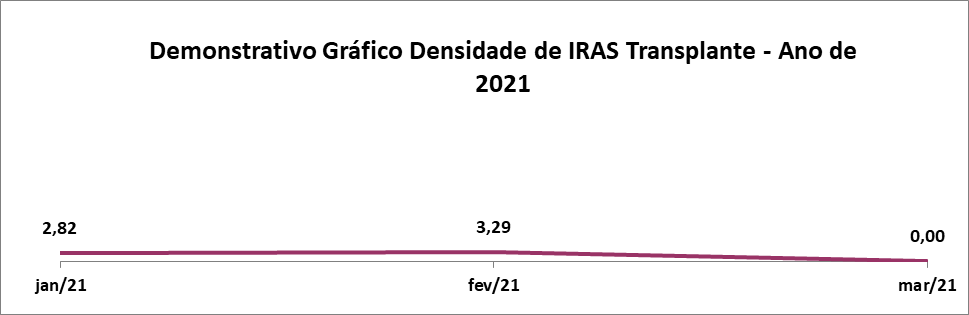 Demonstrativo Gráfico Densidade de IRAS Transplante - Ano de
2021
2,82
3,29
0,00
jan/21
fev/21
mar/21